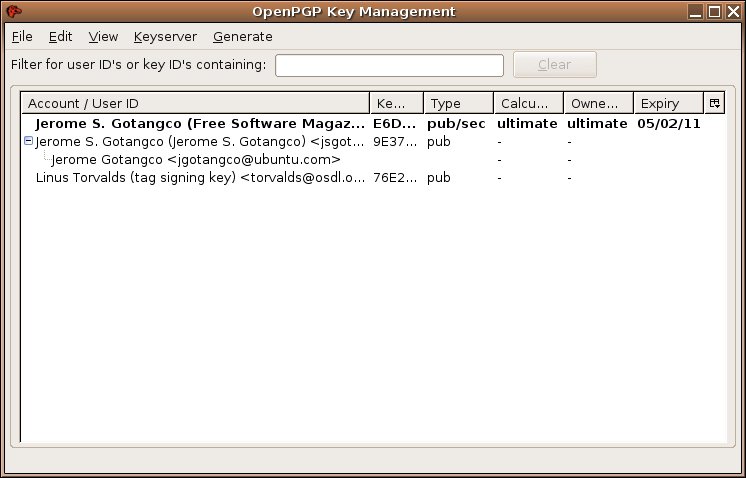 OpenPGP Key Management
File Edit View Keyserver Generate
Filter for user ID's or key ID's containing: Clear
Account / User ID Ke... Type Calcu... Owne... Expiry
Jerome S. Gotangco (Free Software Magaz... E6D... pub/sec ultimate ultimate 05/02/11
Jerome S. Gotangco (Jerome S. Gotangco) <jsgot... 9E37... pub - -
Jerome Gotangco <jgotangco@ubuntu.com> - -
Linus Torvalds (tag signing key) <torvalds@osdl.o... 76E2... pub - -